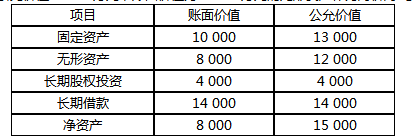 项目 账面价值 公允价值
固定资产 10 000 13 000
无形资产 8 000 12 000
长期股权投资 4 000 4 000
长期借款 14 000 14 000
净资产 8 000 15 000